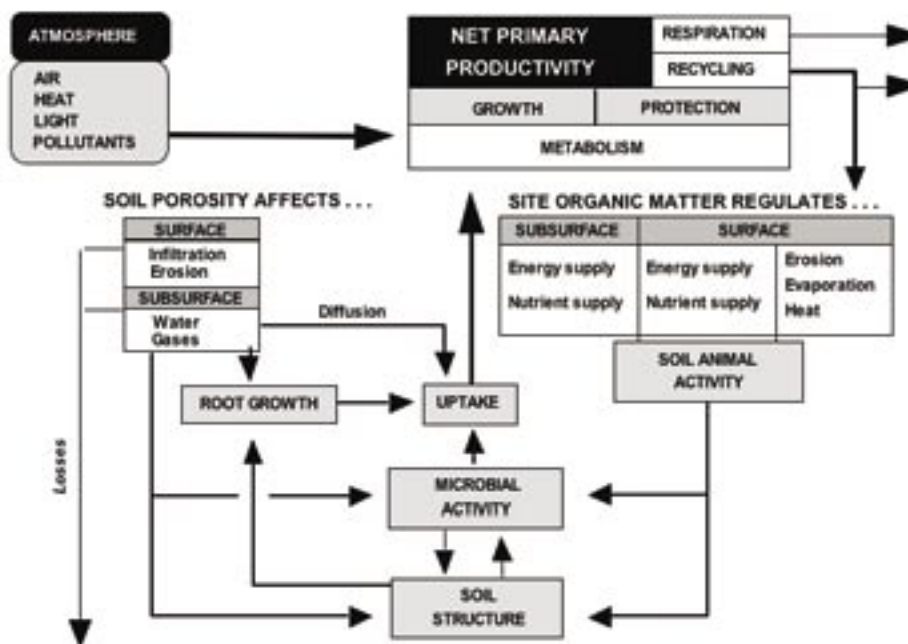 ATMOSPHERE
AIR
HEAT
LIGHT
POLLUTANTS
NET PRIMARY
PRODUCTIVITY
RESPIRATION
RECYCLING
GROWTH
PROTECTION
METABOLISM
SOIL POROSITY AFFECTS . . .
SURFACE
Infiltration
Erosion
SUBSURFACE
Water
Gases
Diffusion
SITE ORGANIC MATTER REGULATES . . .
SUBSURFACE
SURFACE
Energy supply
Nutrient supply
Energy supply
Nutrient supply
Erosion
Evaporation
Heat
SOIL ANIMAL
ACTIVITY
ROOT GROWTH
UPTAKE
Losses
MICROBIAL
ACTIVITY
SOIL
STRUCTURE